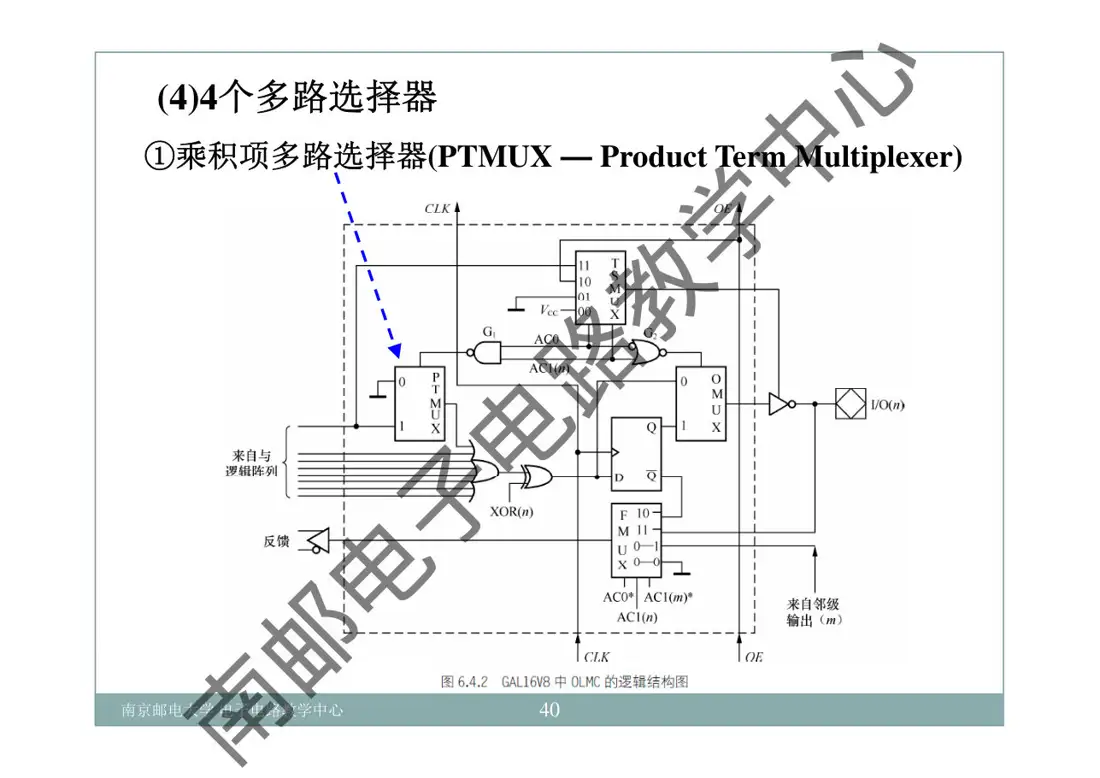 (4)4个多路选择器
①乘积项多路选择器(PTMUX — Product Term Multiplexer)
CLK
OE
11
10
01
00
T
S
M
U
X
VCC
G1
AC0
G2
AC1(n)
0
1
P
T
M
U
X
0
1
O
M
U
X
I/O(n)
来自与
逻辑阵列
Q
D
Q̅
XOR(n)
反馈
F
M
U
X
10
11
0—1
0—0
AC0*
AC1(m)*
AC1(n)
来自邻级
输出（m）
CLK
OE
图 6.4.2 GAL16V8 中 OLMC 的逻辑结构图
南京邮电大学 电子电路教学中心
40
南邮电子电路教学中心